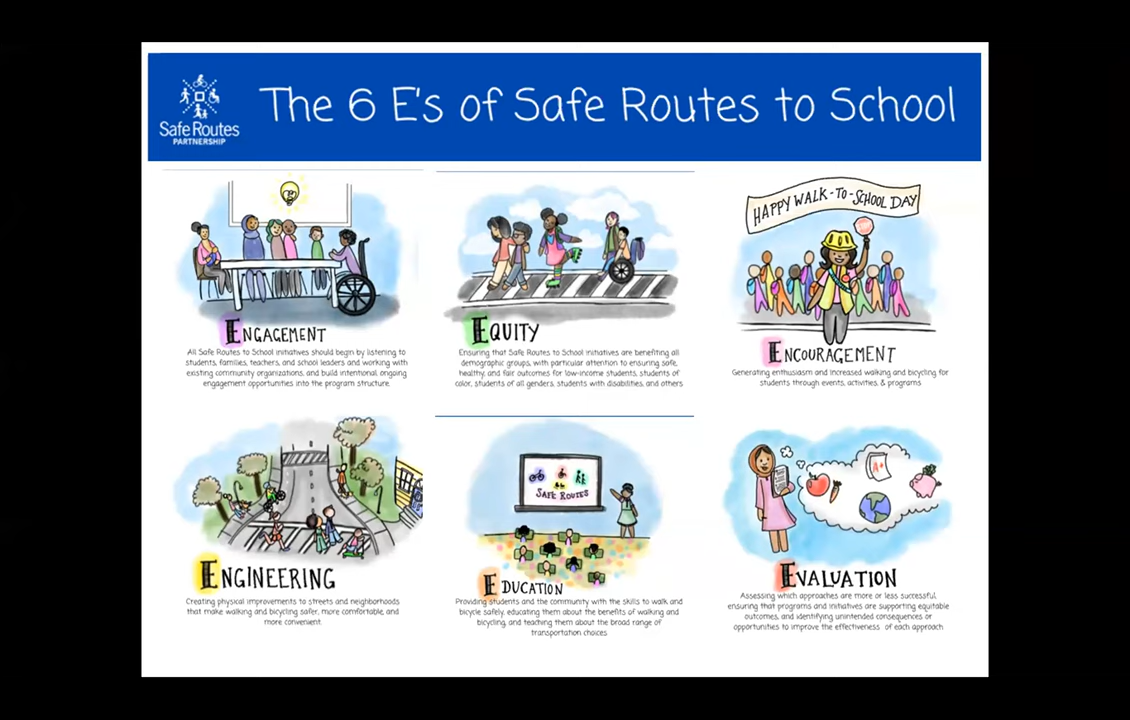 Safe Routes
PARTNERSHIP
The 6 E's of Safe Routes to School
ENGAGEMENT
All Safe Routes to School initiatives should begin by listening to
students, families, teachers, and school leaders and working with
existing community organizations, and build intentional, ongoing
engagement opportunities into the program structure.
EQUITY
Ensuring that Safe Routes to School initiatives are benefiting all
demographic groups, with particular attention to ensuring safe,
healthy, and fair outcomes for low-income students, students of
color, students of all genders, students with disabilities, and others
HAPPY WALK-TO-SCHOOL DAY
ENCOURAGEMENT
Generating enthusiasm and increased walking and bicycling for
students through events, activities, & programs
ENGINEERING
Creating physical improvements to streets and neighborhoods
that make walking and bicycling safer, more comfortable, and
more convenient.
SAFE ROUTES
EDUCATION
Providing students and the community with the skills to walk and
bicycle safely, educating them about the benefits of walking and
bicycling, and teaching them about the broad range of
transportation choices
A+
EVALUATION
Assessing which approaches are more or less successful,
ensuring that programs and initiatives are supporting equitable
outcomes, and identifying unintended consequences or
opportunities to improve the effectiveness of each approach